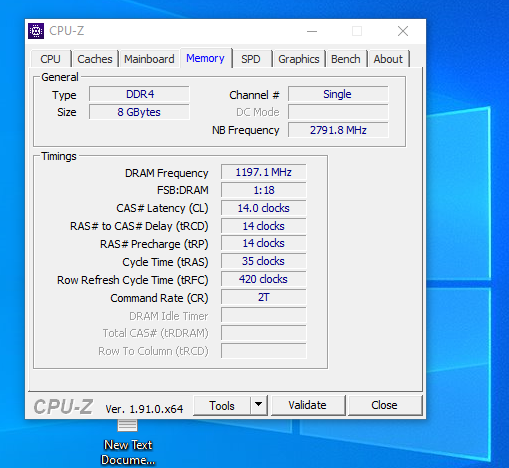 CPU-Z
CPU Caches Mainboard Memory SPD Graphics Bench About
General
Type DDR4 Channel # Single
Size 8 GBytes DC Mode
NB Frequency 2791.8 MHz
Timings
DRAM Frequency 1197.1 MHz
FSB:DRAM 1:18
CAS# Latency (CL) 14.0 clocks
RAS# to CAS# Delay (tRCD) 14 clocks
RAS# Precharge (tRP) 14 clocks
Cycle Time (tRAS) 35 clocks
Row Refresh Cycle Time (tRFC) 420 clocks
Command Rate (CR) 2T
DRAM Idle Timer
Total CAS# (tRDRAM)
Row To Column (tRCD)
CPU-Z Ver. 1.91.0.x64 Tools Validate Close
New Text
Docume...